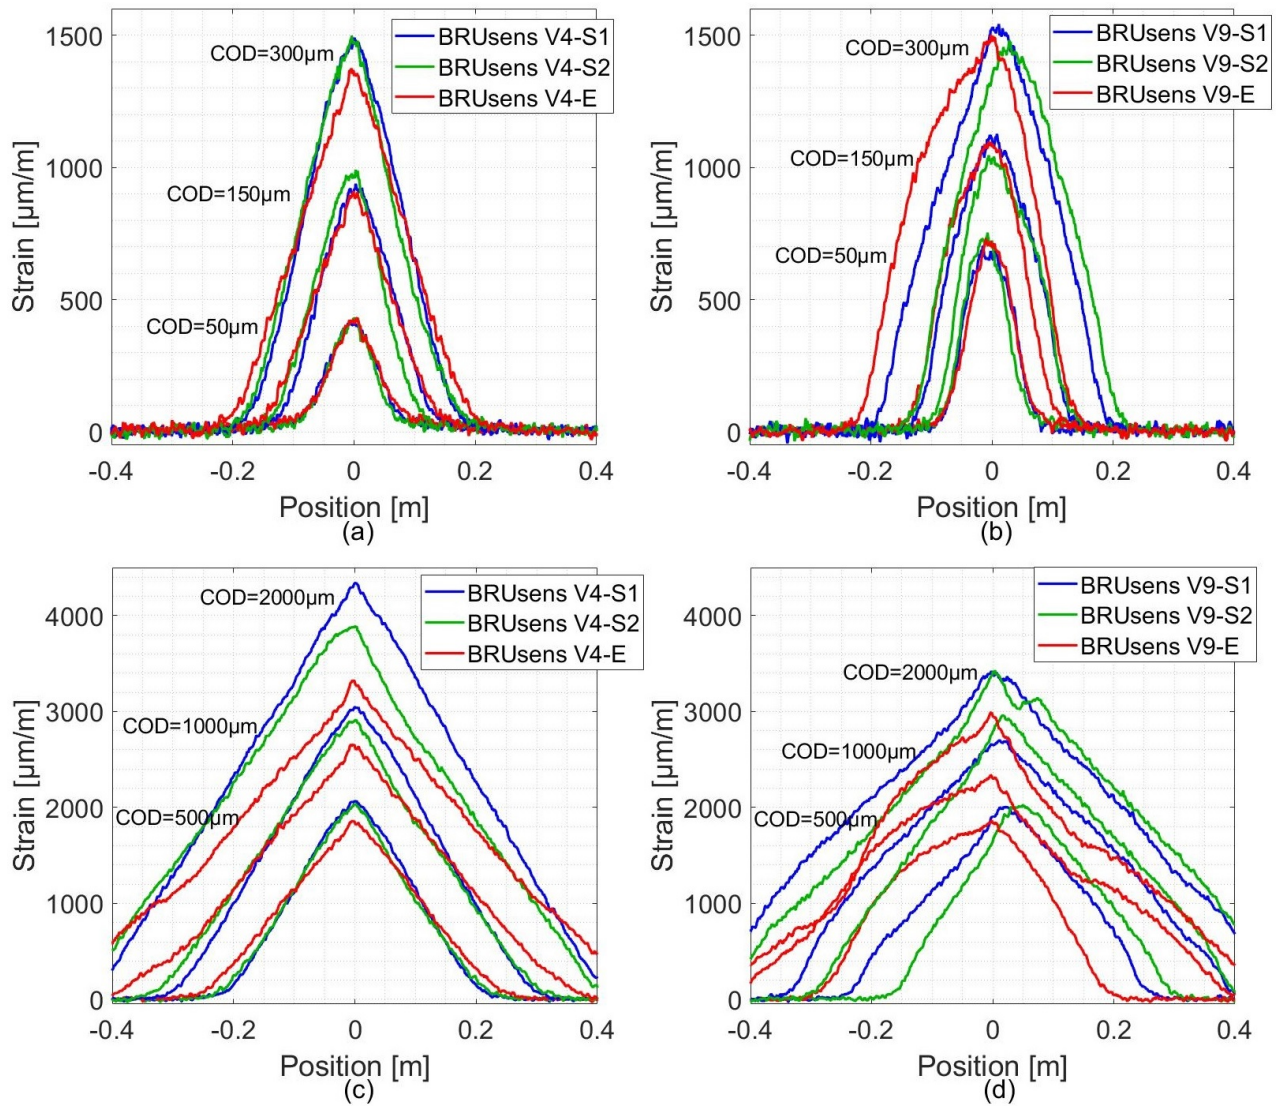 1500
1000
500
0
Strain [µm/m]
COD=300µm
COD=150µm
COD=50µm
BRUsens V4-S1
BRUsens V4-S2
BRUsens V4-E
-0.4
-0.2
0
0.2
0.4
Position [m]
(a)
1500
1000
500
0
Strain [µm/m]
COD=300µm
COD=150µm
COD=50µm
BRUsens V9-S1
BRUsens V9-S2
BRUsens V9-E
-0.4
-0.2
0
0.2
0.4
Position [m]
(b)
4000
3000
2000
1000
0
Strain [µm/m]
COD=2000µm
COD=1000µm
COD=500µm
BRUsens V4-S1
BRUsens V4-S2
BRUsens V4-E
-0.4
-0.2
0
0.2
0.4
Position [m]
(c)
4000
3000
2000
1000
0
Strain [µm/m]
COD=2000µm
COD=1000µm
COD=500µm
BRUsens V9-S1
BRUsens V9-S2
BRUsens V9-E
-0.4
-0.2
0
0.2
0.4
Position [m]
(d)